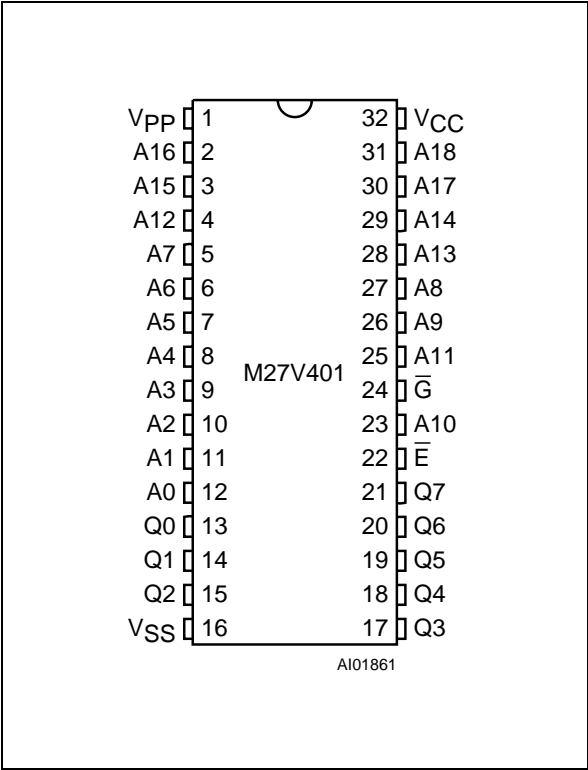 VPP 1 32 VCC
A16 2 31 A18
A15 3 30 A17
A12 4 29 A14
A7 5 28 A13
A6 6 27 A8
A5 7 26 A9
A4 8 25 A11
M27V401
A3 9 24 G̅
A2 10 23 A10
A1 11 22 E̅
A0 12 21 Q7
Q0 13 20 Q6
Q1 14 19 Q5
Q2 15 18 Q4
VSS 16 17 Q3
AI01861